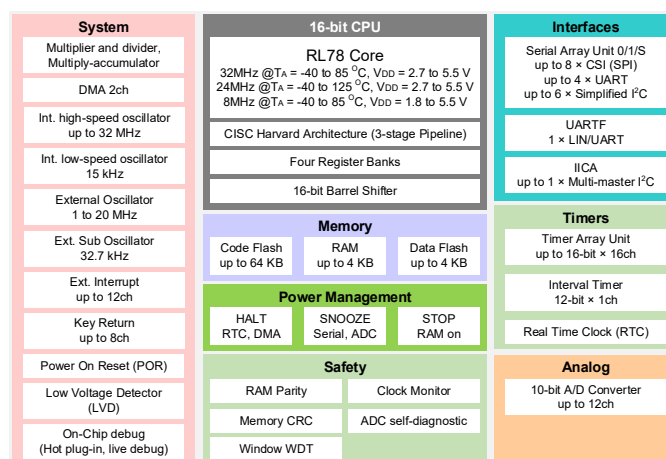 System
Multiplier and divider,
Multiply-accumulator
DMA 2ch
Int. high-speed oscillator
up to 32 MHz
Int. low-speed oscillator
15 kHz
External Oscillator
1 to 20 MHz
Ext. Sub Oscillator
32.7 kHz
Ext. Interrupt
up to 12ch
Key Return
up to 8ch
Power On Reset (POR)
Low Voltage Detector
(LVD)
On-Chip debug
(Hot plug-in, live debug)
16-bit CPU
RL78 Core
32MHz @TA = -40 to 85 °C, VDD = 2.7 to 5.5 V
24MHz @TA = -40 to 125 °C, VDD = 2.7 to 5.5 V
8MHz @TA = -40 to 85 °C, VDD = 1.8 to 5.5 V
CISC Harvard Architecture (3-stage Pipeline)
Four Register Banks
16-bit Barrel Shifter
Memory
Code Flash
up to 64 KB
RAM
up to 4 KB
Data Flash
up to 4 KB
Power Management
HALT
RTC, DMA
SNOOZE
Serial, ADC
STOP
RAM on
Safety
RAM Parity
Clock Monitor
Memory CRC
ADC self-diagnostic
Window WDT
Interfaces
Serial Array Unit 0/1/S
up to 8 × CSI (SPI)
up to 4 × UART
up to 6 × Simplified I²C
UARTF
1 × LIN/UART
IICA
up to 1 × Multi-master I²C
Timers
Timer Array Unit
up to 16-bit × 16ch
Interval Timer
12-bit × 1ch
Real Time Clock (RTC)
Analog
10-bit A/D Converter
up to 12ch